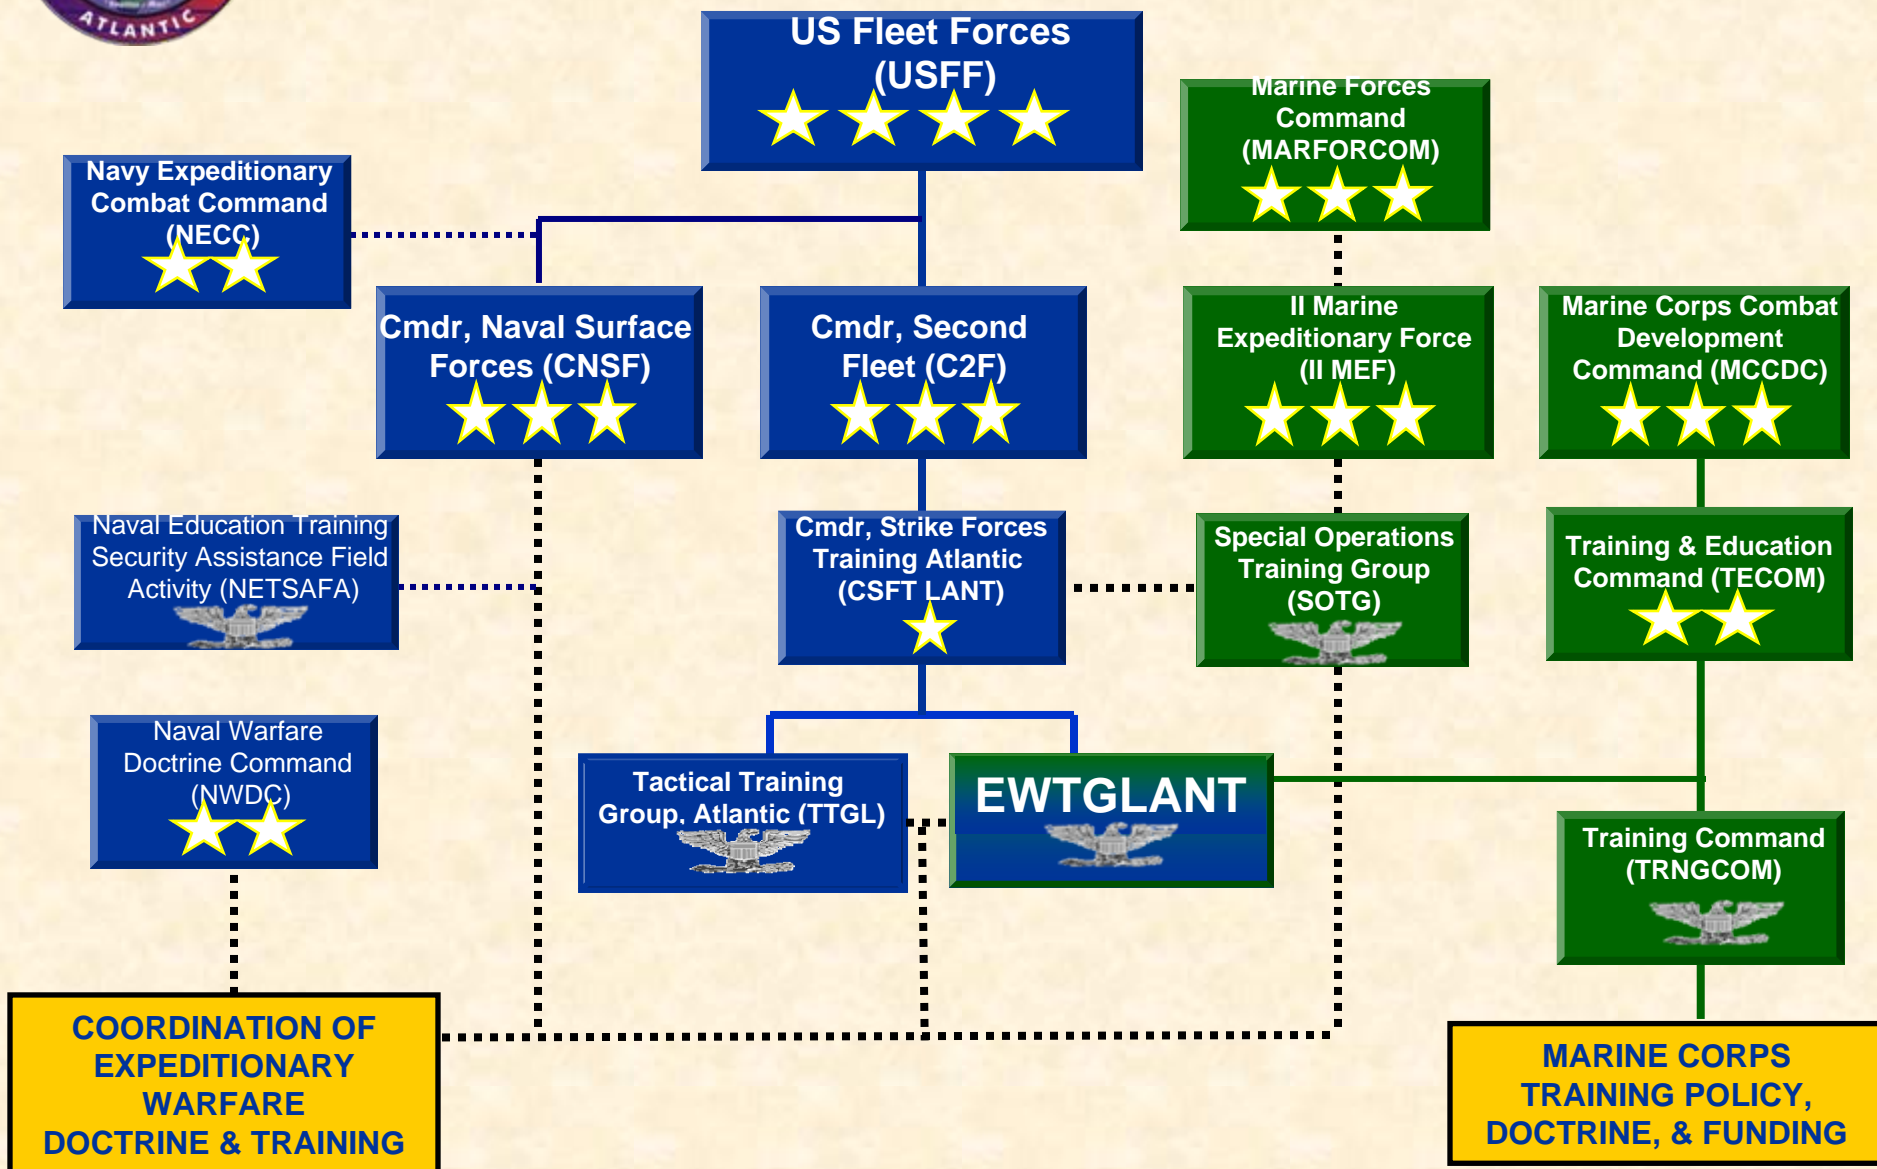 ATLANTIC
US Fleet Forces
(USFF)
Marine Forces
Command
(MARFORCOM)
Navy Expeditionary
Combat Command
(NECC)
Cmdr, Naval Surface
Forces (CNSF)
Cmdr, Second
Fleet (C2F)
II Marine
Expeditionary Force
(II MEF)
Marine Corps Combat
Development
Command (MCCDC)
Naval Education Training
Security Assistance Field
Activity (NETSAFA)
Cmdr, Strike Forces
Training Atlantic
(CSFT LANT)
Special Operations
Training Group
(SOTG)
Training & Education
Command (TECOM)
Naval Warfare
Doctrine Command
(NWDC)
Tactical Training
Group, Atlantic (TTGL)
EWTGLANT
Training Command
(TRNGCOM)
COORDINATION OF
EXPEDITIONARY
WARFARE
DOCTRINE & TRAINING
MARINE CORPS
TRAINING POLICY,
DOCTRINE, & FUNDING